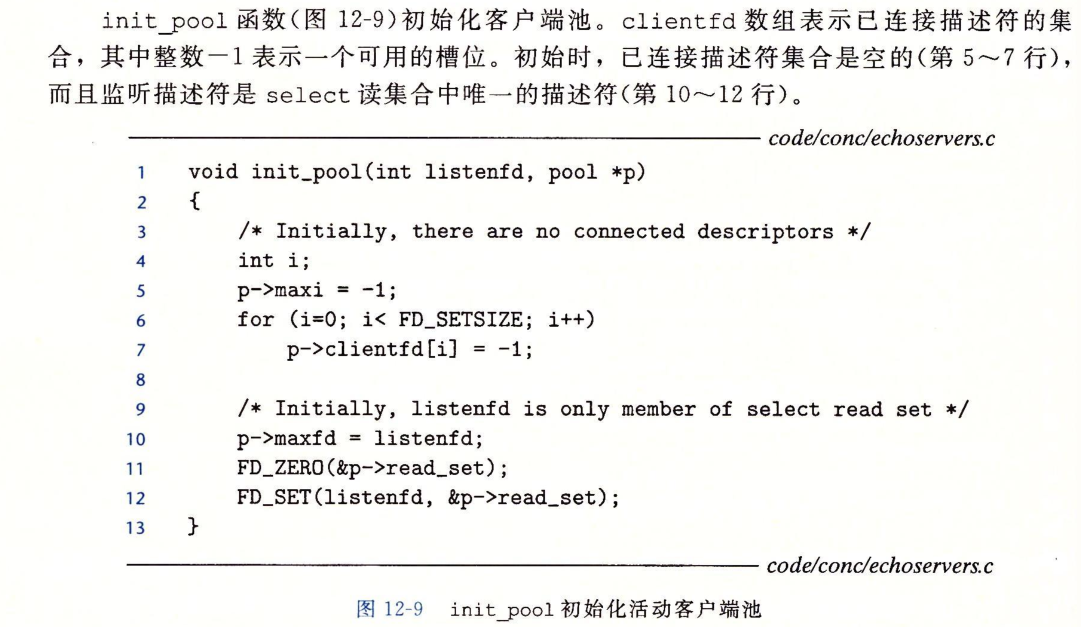 init_pool 函数(图 12-9)初始化客户端池。clientfd 数组表示已连接描述符的集
合，其中整数－1 表示一个可用的槽位。初始时，已连接描述符集合是空的(第 5～7 行)，
而且监听描述符是 select 读集合中唯一的描述符(第 10～12 行)。
code/conc/echoservers.c
1 void init_pool(int listenfd, pool *p)
2 {
3 /* Initially, there are no connected descriptors */
4 int i;
5 p->maxi = -1;
6 for (i=0; i< FD_SETSIZE; i++)
7 p->clientfd[i] = -1;
8
9 /* Initially, listenfd is only member of select read set */
10 p->maxfd = listenfd;
11 FD_ZERO(&p->read_set);
12 FD_SET(listenfd, &p->read_set);
13 }
code/conc/echoservers.c
图 12-9 init_pool 初始化活动客户端池